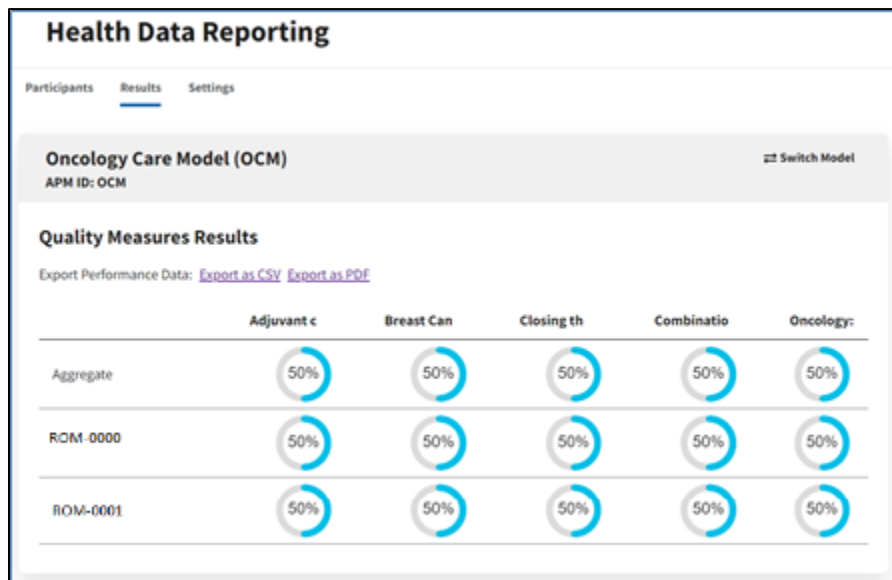 Health Data Reporting
Participants Results Settings
Oncology Care Model (OCM)
⇄ Switch Model
APM ID: OCM
Quality Measures Results
Export Performance Data: Export as CSV Export as PDF
Adjuvant c Breast Can Closing th Combinatio Oncology:
Aggregate 50% 50% 50% 50% 50%
ROM-0000 50% 50% 50% 50% 50%
ROM-0001 50% 50% 50% 50% 50%